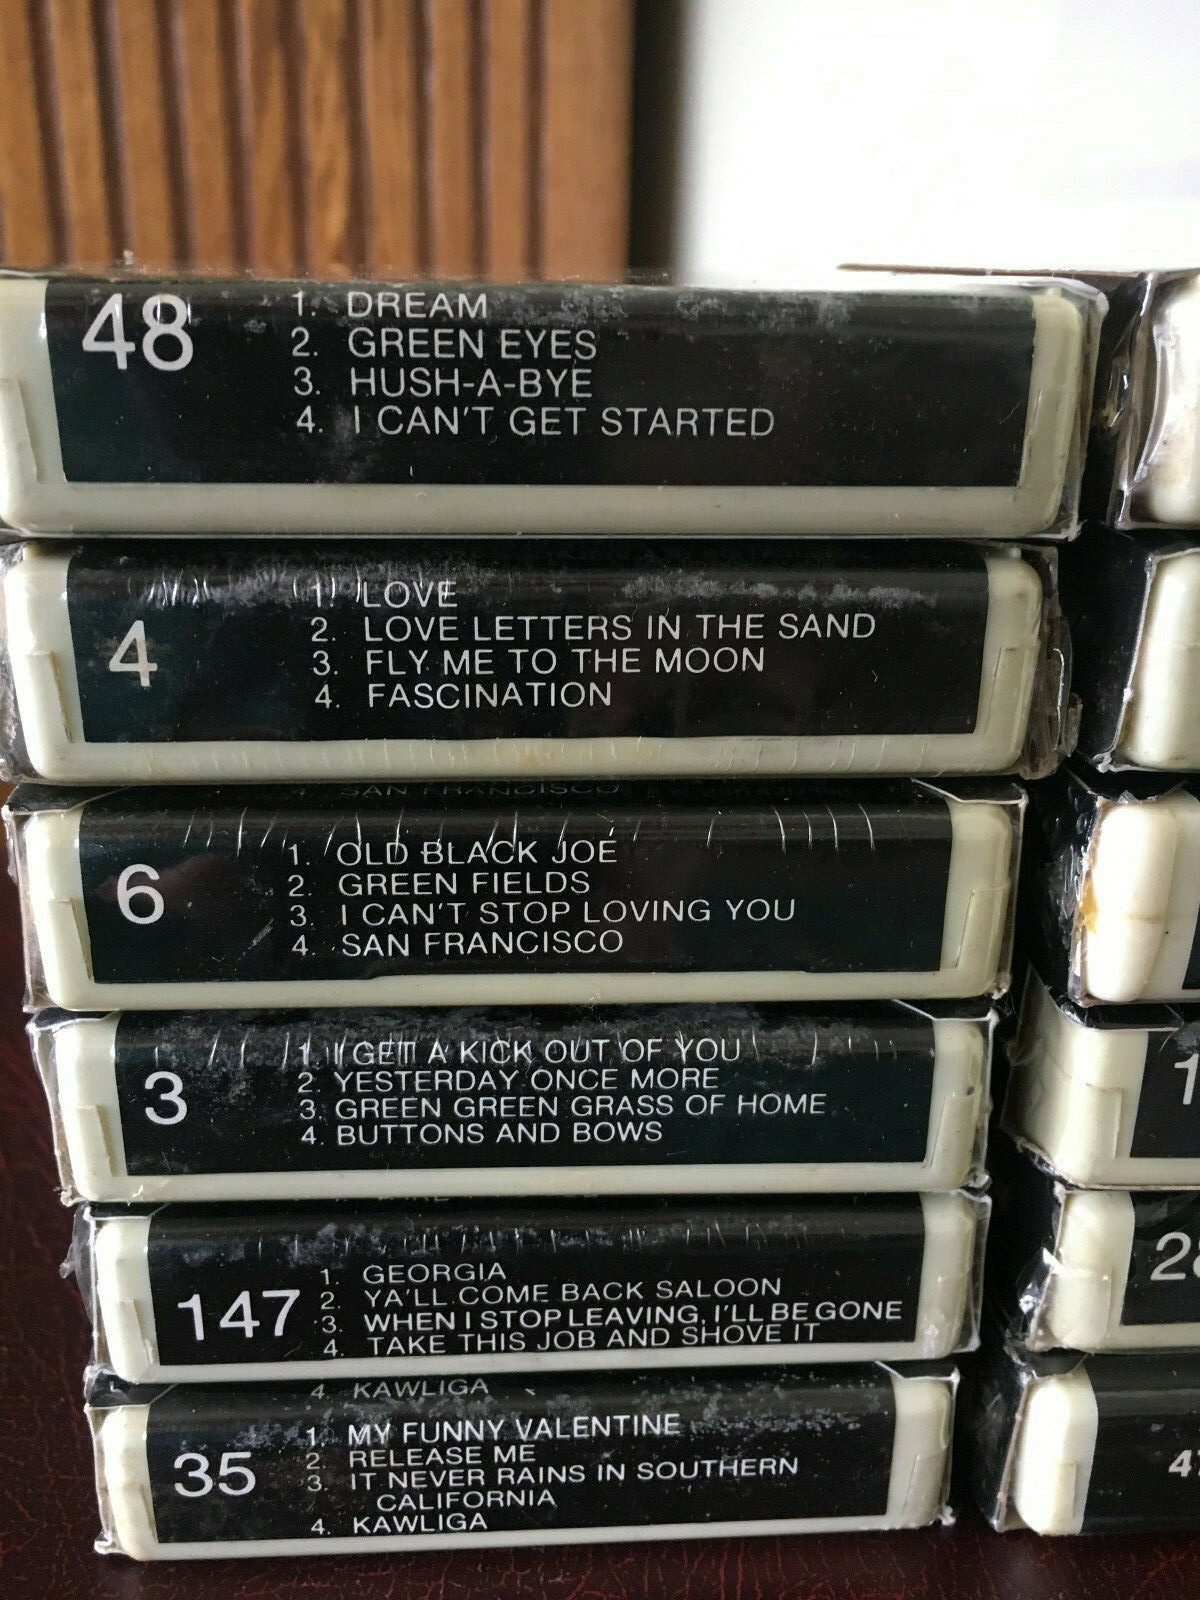 48
1. DREAM
2. GREEN EYES
3. HUSH-A-BYE
4. I CAN'T GET STARTED
4
1. LOVE
2. LOVE LETTERS IN THE SAND
3. FLY ME TO THE MOON
4. FASCINATION
4. SAN FRANCISCO
6
1. OLD BLACK JOE
2. GREEN FIELDS
3. I CAN'T STOP LOVING YOU
4. SAN FRANCISCO
3
1. I GET A KICK OUT OF YOU
2. YESTERDAY ONCE MORE
3. GREEN GREEN GRASS OF HOME
4. BUTTONS AND BOWS
147
1. GEORGIA
2. YA'LL COME BACK SALOON
3. WHEN I STOP LEAVING, I'LL BE GONE
4. TAKE THIS JOB AND SHOVE IT
4. KAWLIGA
35
1. MY FUNNY VALENTINE
2. RELEASE ME
3. IT NEVER RAINS IN SOUTHERN
CALIFORNIA
4. KAWLIGA